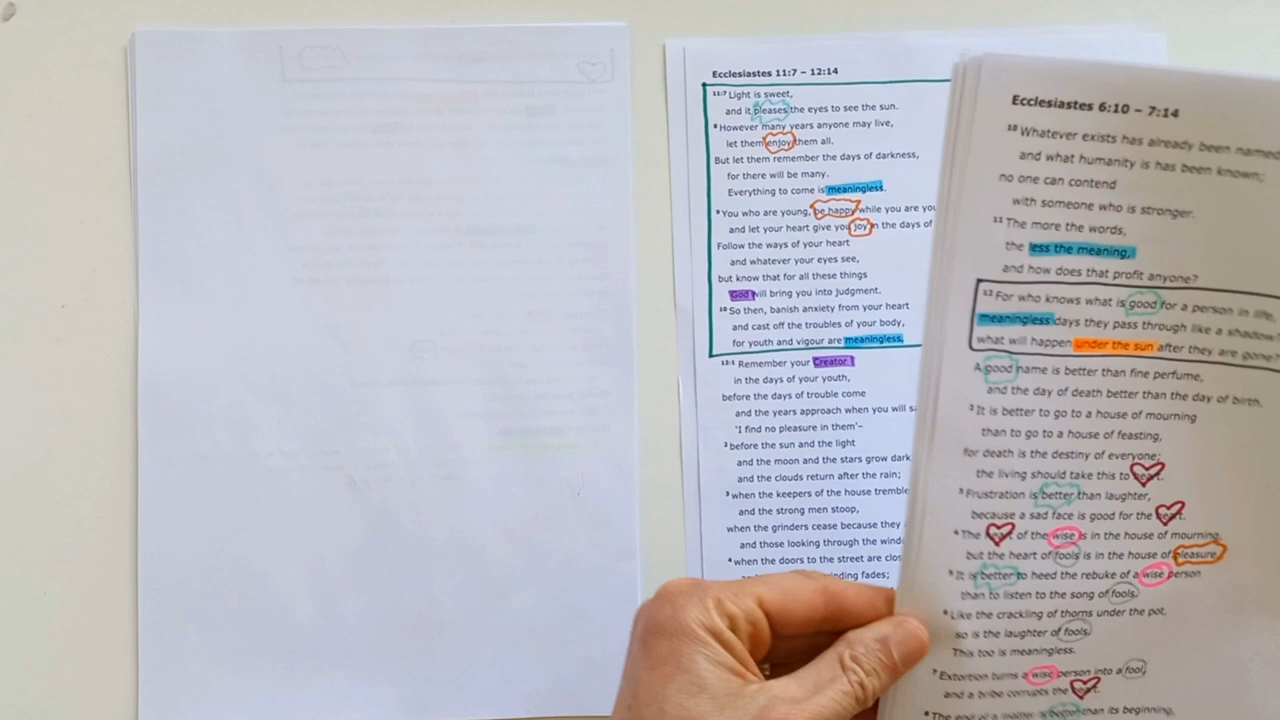 Ecclesiastes 11:7 – 12:14
11:7 Light is sweet,
and it pleases the eyes to see the sun.
8 However many years anyone may live,
let them enjoy them all.
But let them remember the days of darkness,
for there will be many.
Everything to come is meaningless.
9 You who are young, be happy while you are you
and let your heart give you joy in the days of
Follow the ways of your heart
and whatever your eyes see,
but know that for all these things
God will bring you into judgment.
10 So then, banish anxiety from your heart
and cast off the troubles of your body,
for youth and vigour are meaningless.
12:1 Remember your Creator
in the days of your youth,
before the days of trouble come
and the years approach when you will sa
'I find no pleasure in them'–
2 before the sun and the light
and the moon and the stars grow dark
and the clouds return after the rain;
3 when the keepers of the house tremble
and the strong men stoop,
when the grinders cease because they
and those looking through the wind
4 when the doors to the street are clos
grinding fades;
Ecclesiastes 6:10 – 7:14
10 Whatever exists has already been named
and what humanity is has been known;
no one can contend
with someone who is stronger.
11 The more the words,
the less the meaning,
and how does that profit anyone?
12 For who knows what is good for a person in life,
meaningless days they pass through like a shadow
what will happen under the sun after they are gone
A good name is better than fine perfume,
and the day of death better than the day of birth.
2 It is better to go to a house of mourning
than to go to a house of feasting,
for death is the destiny of everyone;
the living should take this to heart.
3 Frustration is better than laughter,
because a sad face is good for the heart.
4 The heart of the wise is in the house of mourning,
but the heart of fools is in the house of pleasure.
5 It is better to heed the rebuke of a wise person
than to listen to the song of fools.
6 Like the crackling of thorns under the pot,
so is the laughter of fools.
This too is meaningless.
7 Extortion turns a wise person into a fool,
and a bribe corrupts the heart.
8 The end of a matter is better than its beginning,